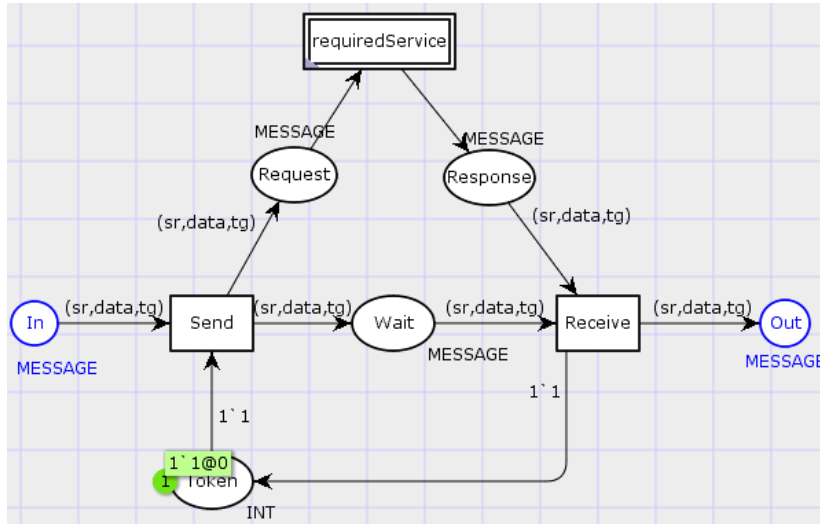 requiredService
MESSAGE
MESSAGE
Request
Response
(sr,data,tg)
(sr,data,tg)
(sr,data,tg)
(sr,data,tg)
(sr,data,tg)
(sr,data,tg)
In
Send
Wait
Receive
Out
MESSAGE
MESSAGE
MESSAGE
1`1
1`1
1`1@0
1
Token
INT